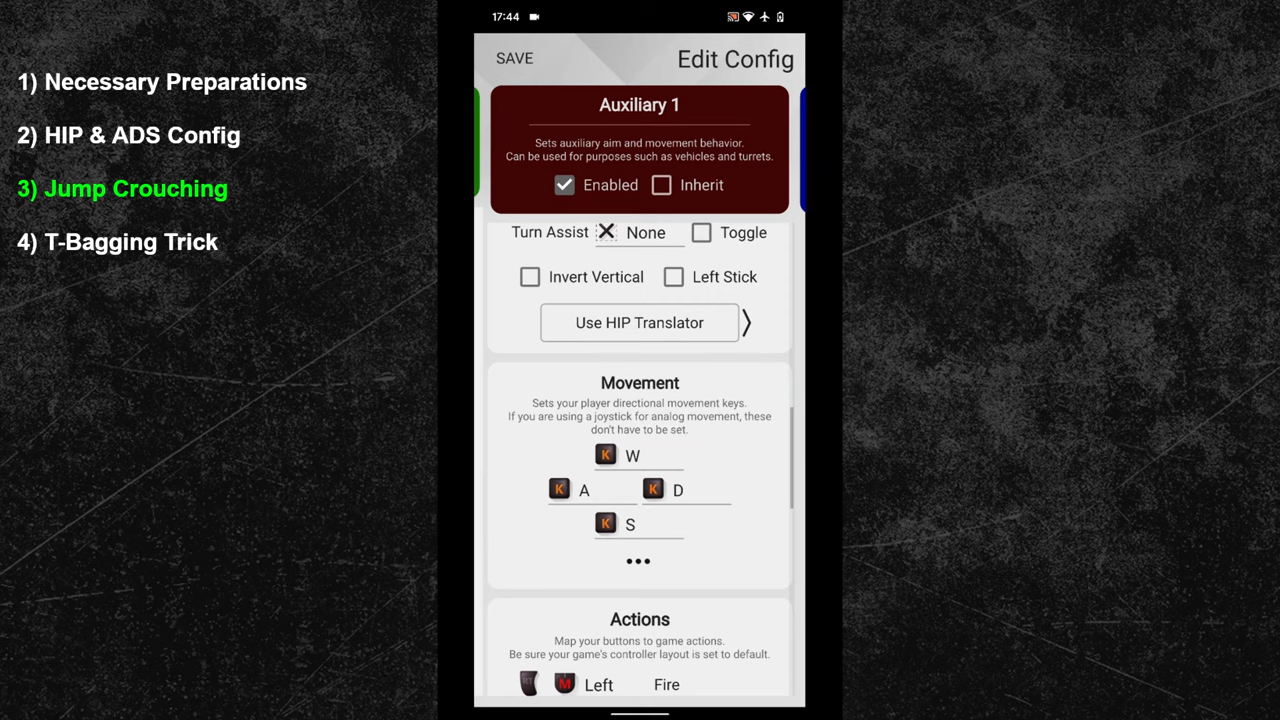 1) Necessary Preparations
2) HIP & ADS Config
3) Jump Crouching
4) T-Bagging Trick
17:44
SAVE
Edit Config
Auxiliary 1
Sets auxiliary aim and movement behavior.
Can be used for purposes such as vehicles and turrets.
Enabled Inherit
Turn Assist None Toggle
Invert Vertical Left Stick
Use HIP Translator
Movement
Sets your player directional movement keys.
If you are using a joystick for analog movement, these
don't have to be set.
K W
K A K D
K S
•••
Actions
Map your buttons to game actions.
Be sure your game's controller layout is set to default.
RT M Left Fire